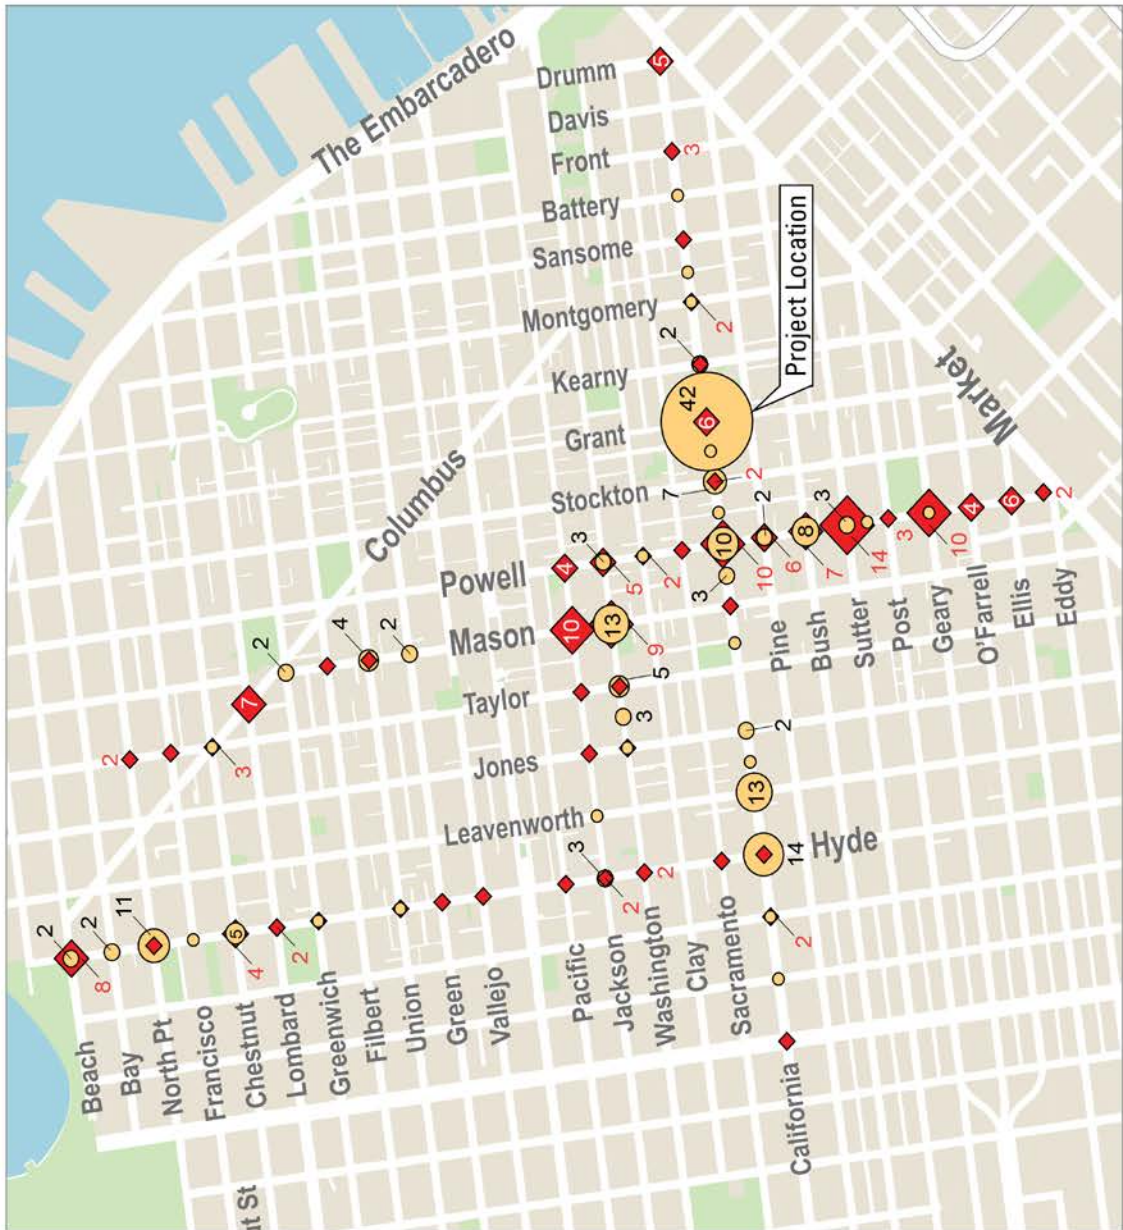 The Embarcadero
Drumm
5
Davis
Front
3
Battery
Sansome
Montgomery
2
Kearny
2
Project Location
Grant
42
6
Market
Columbus
Stockton
7
2
Powell
4
3
5
2
10
10
3
2
6
8
7
3
14
3
10
4
6
2
Mason
10
13
9
2
4
2
Taylor
5
3
7
2
3
Jones
2
13
Leavenworth
Hyde
14
3
2
2
2
2
8
2
11
5
4
2
Pine
Bush
Sutter
Post
Geary
O'Farrell
Ellis
Eddy
Beach
Bay
North Pt
Francisco
Chestnut
Lombard
Greenwich
Filbert
Union
Green
Vallejo
Pacific
Jackson
Washington
Clay
Sacramento
California
St